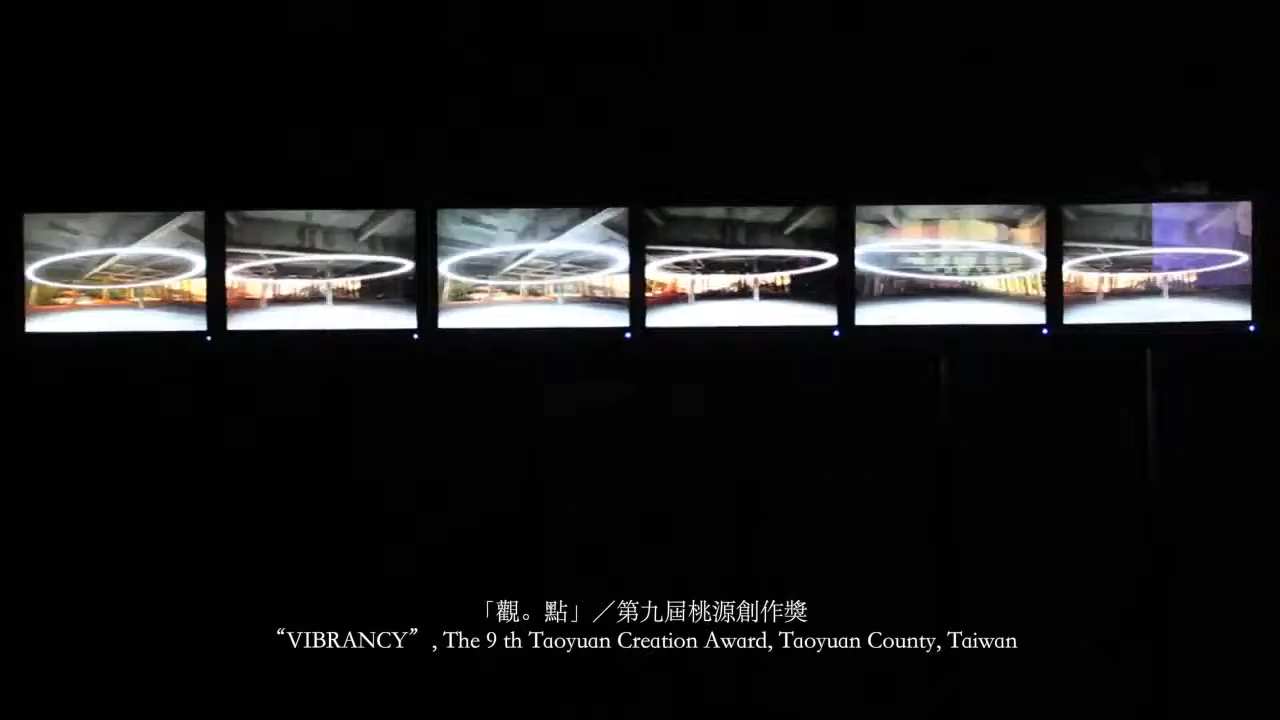 「觀。點」／第九屆桃源創作獎
“VIBRANCY”, The 9 th Taoyuan Creation Award, Taoyuan County, Taiwan